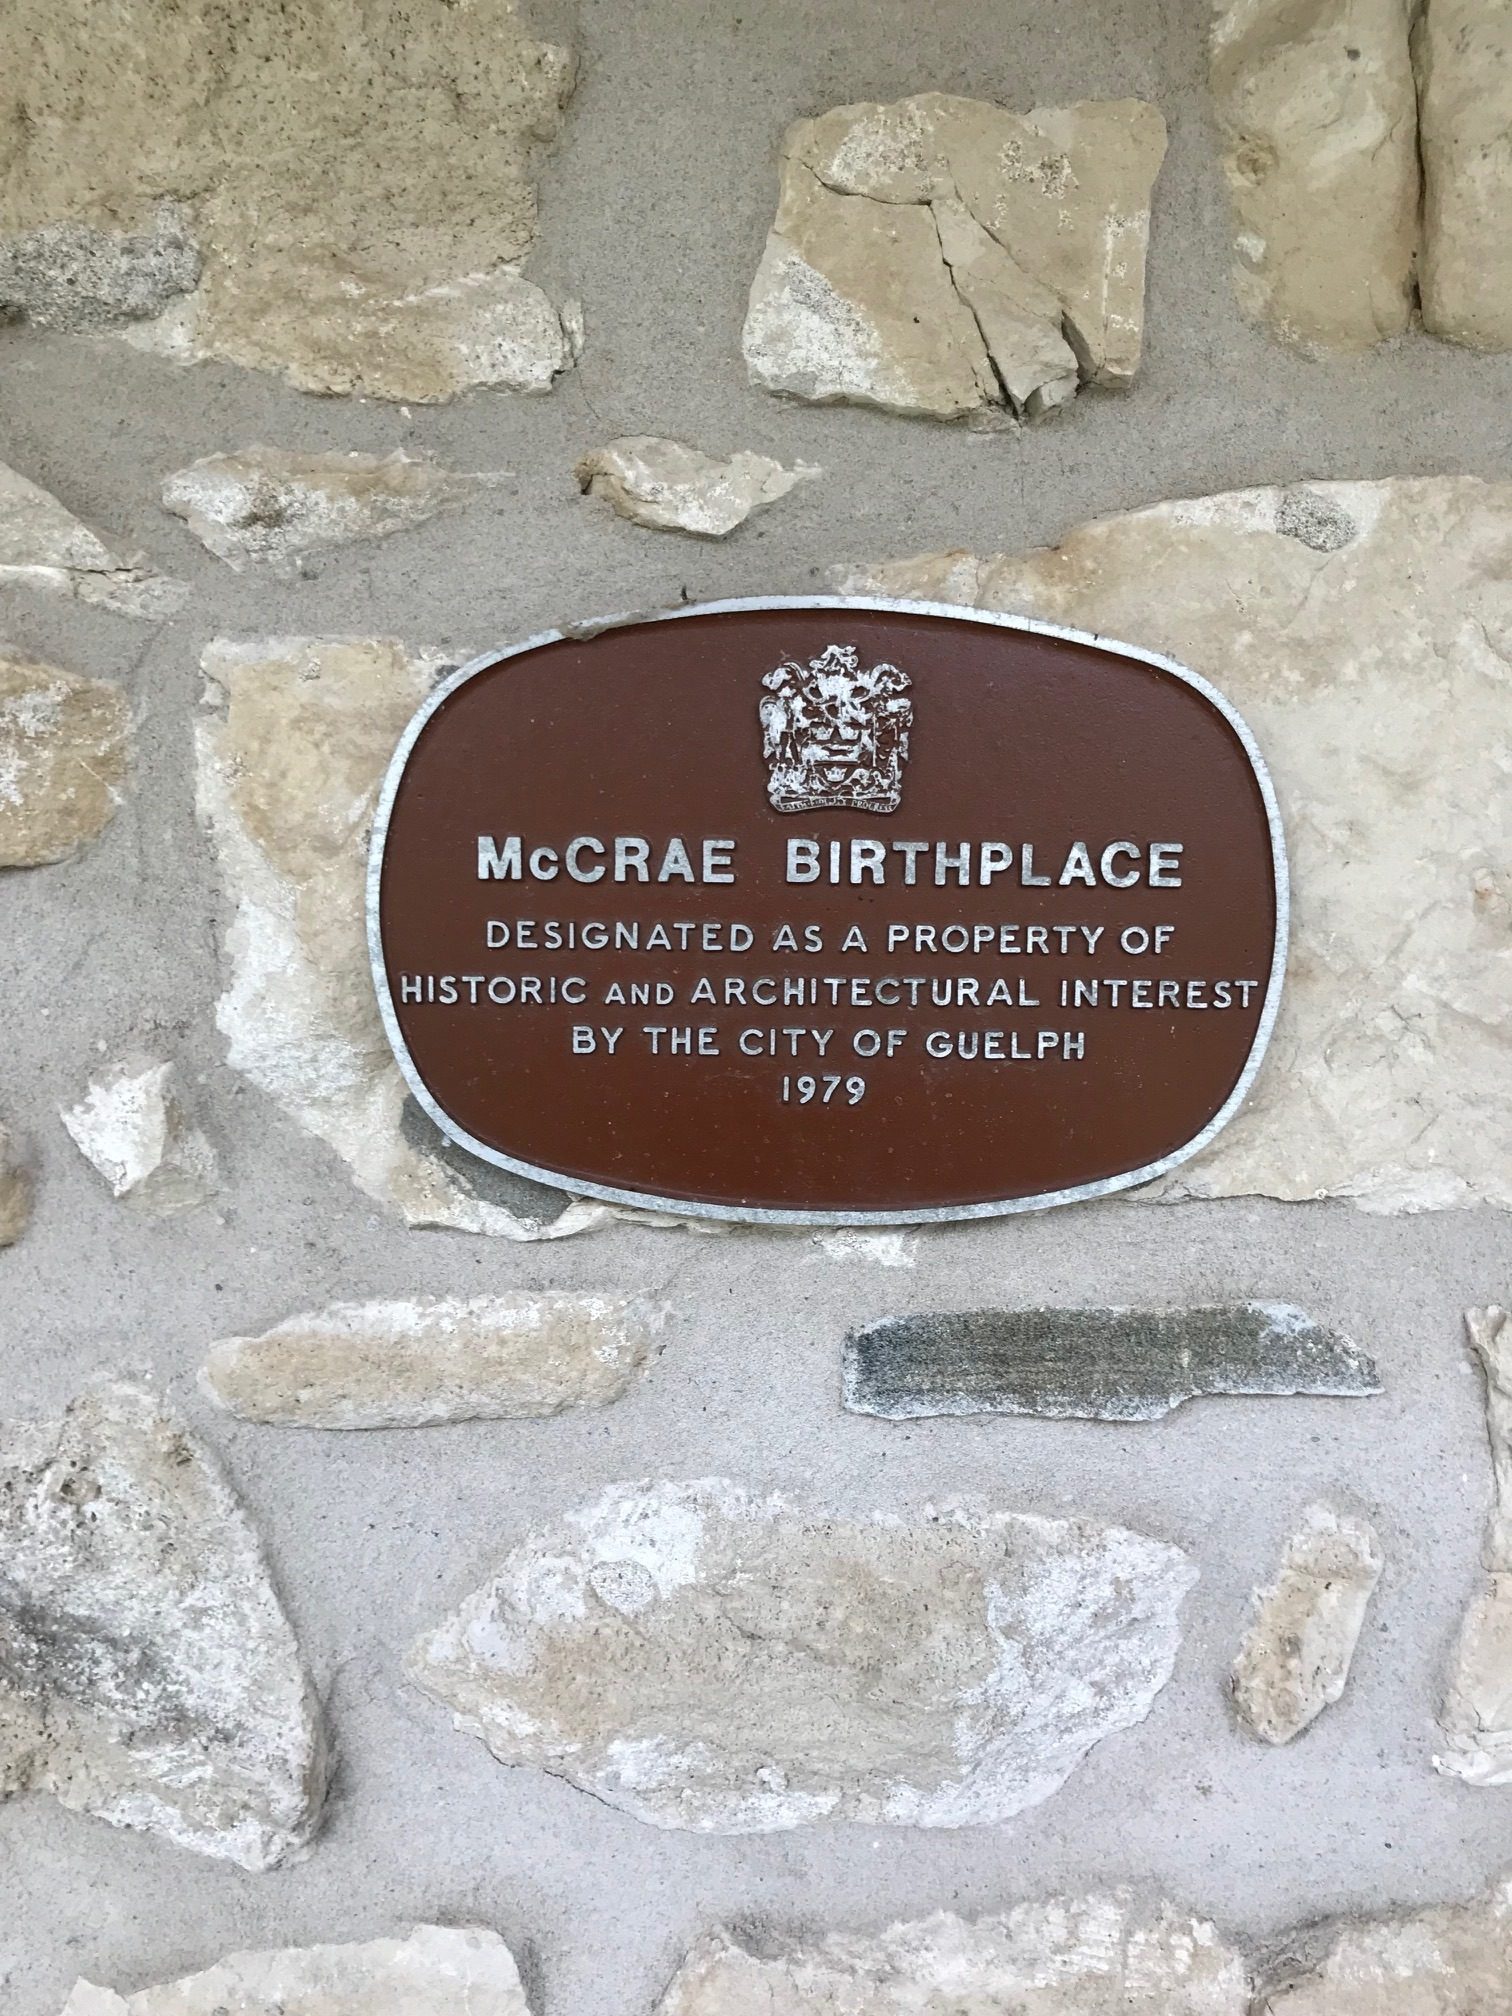 McCRAE BIRTHPLACE
DESIGNATED AS A PROPERTY OF
HISTORIC AND ARCHITECTURAL INTEREST
BY THE CITY OF GUELPH
1979